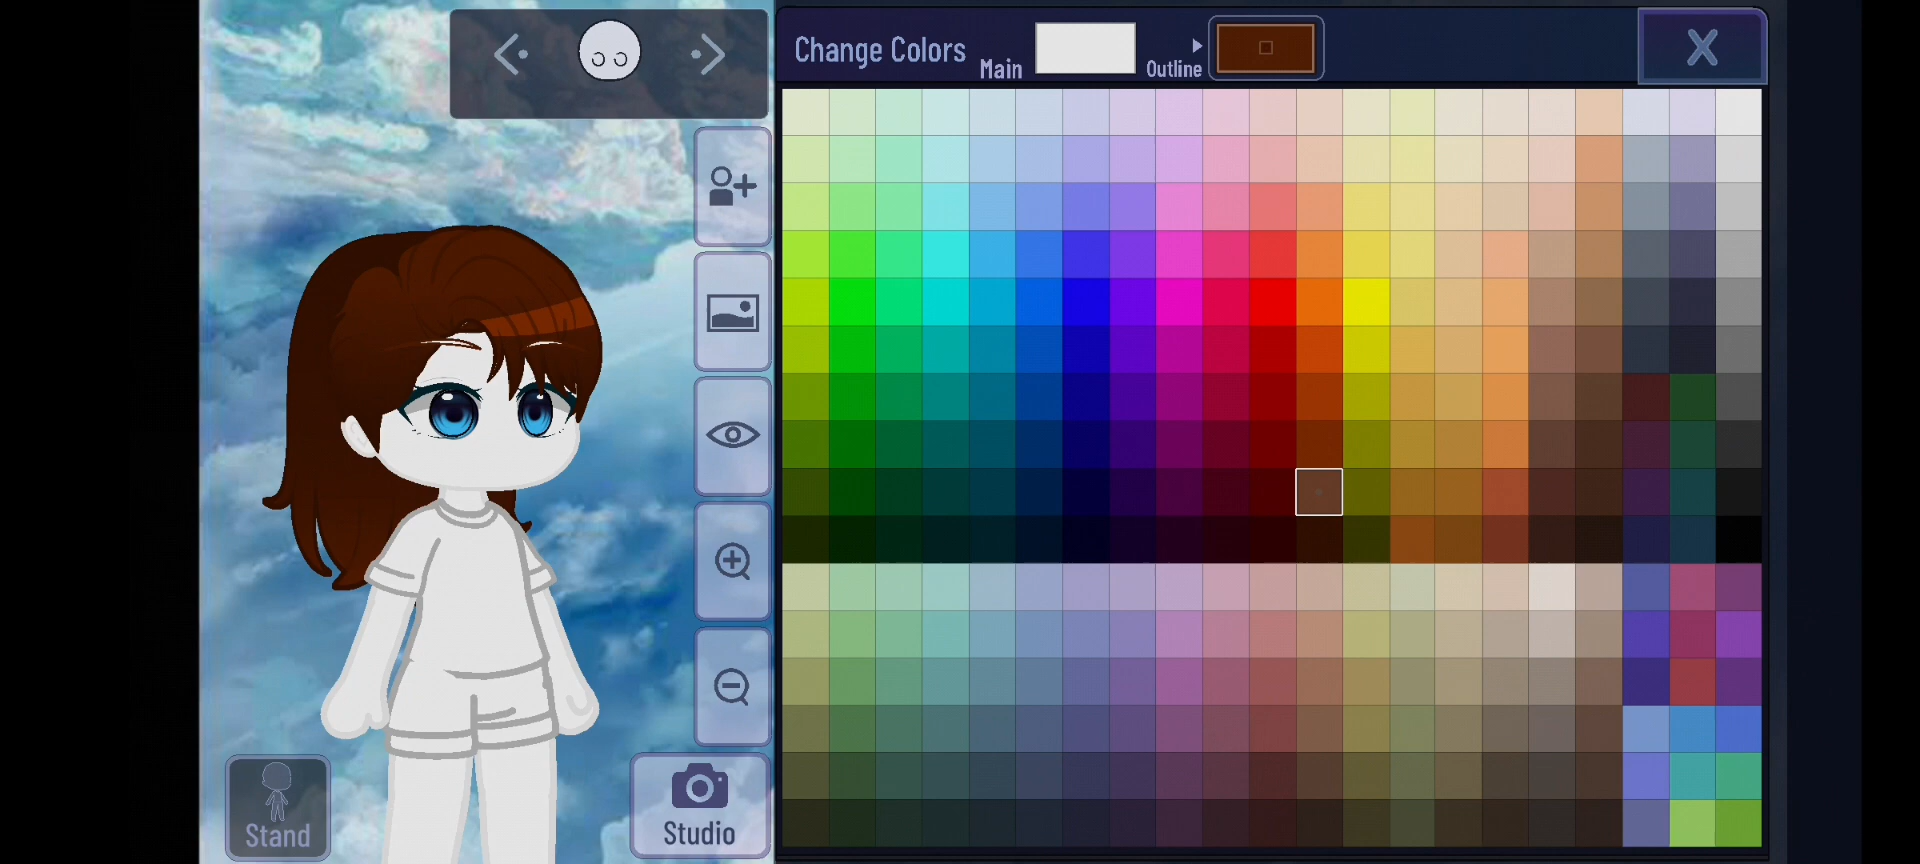 Change Colors
Main
Outline
X
Stand
Studio